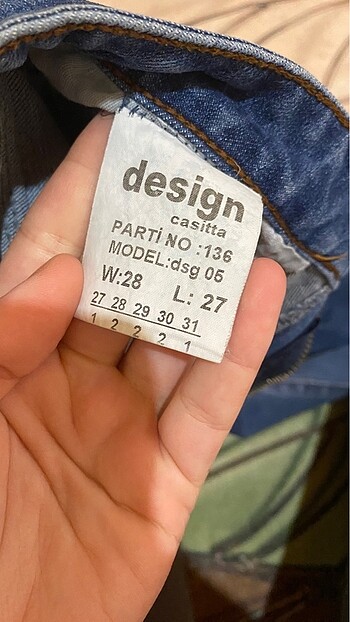 design
casitta
PARTİ NO :136
MODEL:dsg 05
W:28 L: 27
27 28 29 30 31
1 2 2 2 1